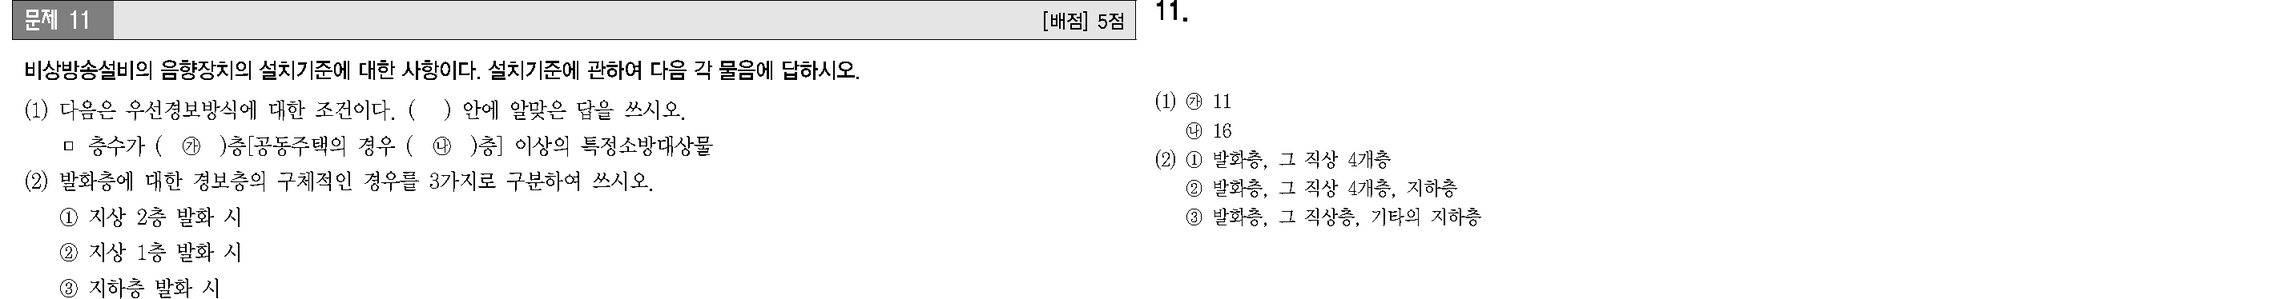 문제 11
[배점] 5점
비상방송설비의 음향장치의 설치기준에 대한 사항이다. 설치기준에 관하여 다음 각 물음에 답하시오.
(1) 다음은 우선경보방식에 대한 조건이다. (   ) 안에 알맞은 답을 쓰시오.
ㅁ 층수가 ( ㉮ )층[공동주택의 경우 ( ㉯ )층] 이상의 특정소방대상물
(2) 발화층에 대한 경보층의 구체적인 경우를 3가지로 구분하여 쓰시오.
① 지상 2층 발화 시
② 지상 1층 발화 시
③ 지하층 발화 시
11.
(1) ㉮ 11
㉯ 16
(2) ① 발화층, 그 직상 4개층
② 발화층, 그 직상 4개층, 지하층
③ 발화층, 그 직상층, 기타의 지하층